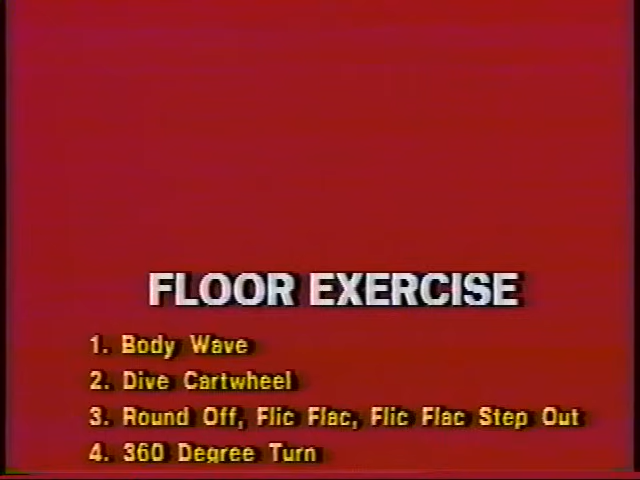 FLOOR EXERCISE
1. Body Wave
2. Dive Cartwheel
3. Round Off, Flic Flac, Flic Flac Step Out
4. 360 Degree Turn